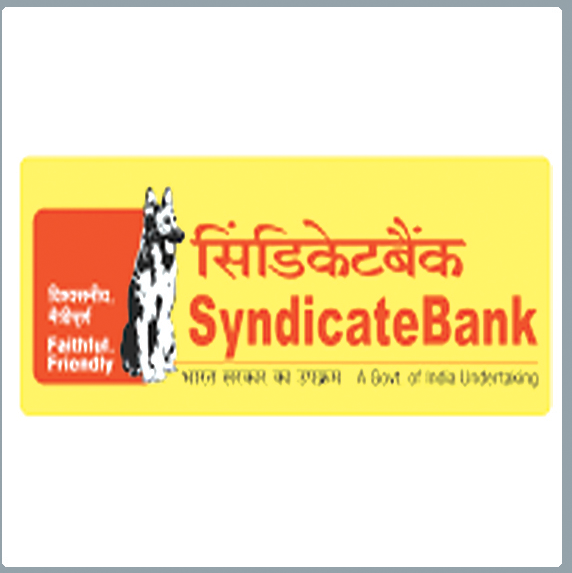 विश्वसनीय,
मैत्रीपूर्ण
Faithful.
Friendly
सिंडिकेटबैंक
SyndicateBank
भारत सरकार का उपक्रम A Govt. of India Undertaking